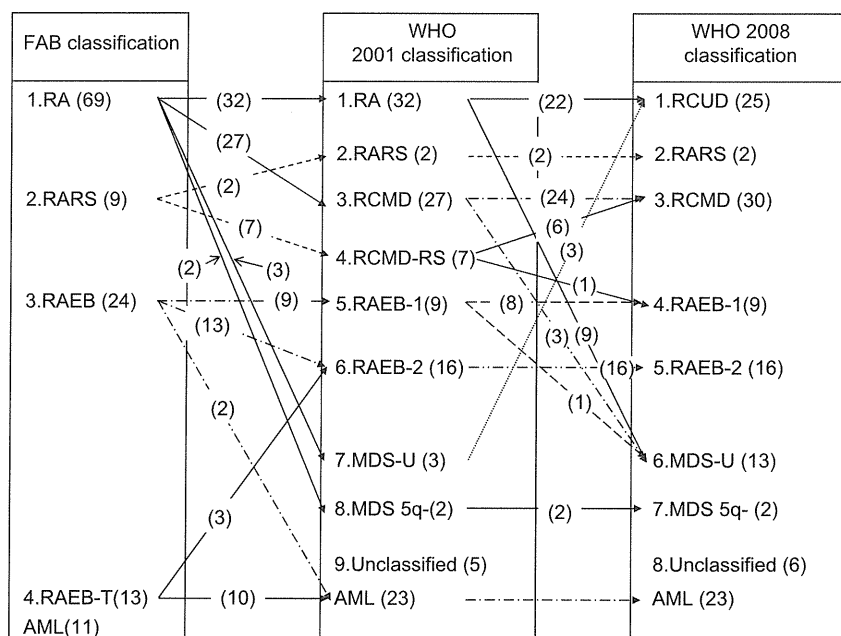 FAB classification
WHO
2001 classification
WHO 2008
classification
1.RA (69)
(32)
1.RA (32)
(22)
1.RCUD (25)
(27)
2.RARS (2)
(2)
2.RARS (2)
(2)
2.RARS (9)
3.RCMD (27)
(24)
3.RCMD (30)
(7)
(6)
(2)
(3)
4.RCMD-RS (7)
(3)
(1)
3.RAEB (24)
(9)
5.RAEB-1(9)
(8)
4.RAEB-1(9)
(13)
(3)
(9)
6.RAEB-2 (16)
(16)
5.RAEB-2 (16)
(2)
(1)
7.MDS-U (3)
6.MDS-U (13)
(3)
8.MDS 5q-(2)
(2)
7.MDS 5q- (2)
9.Unclassified (5)
8.Unclassified (6)
4.RAEB-T(13)
(10)
AML (23)
AML (23)
AML(11)